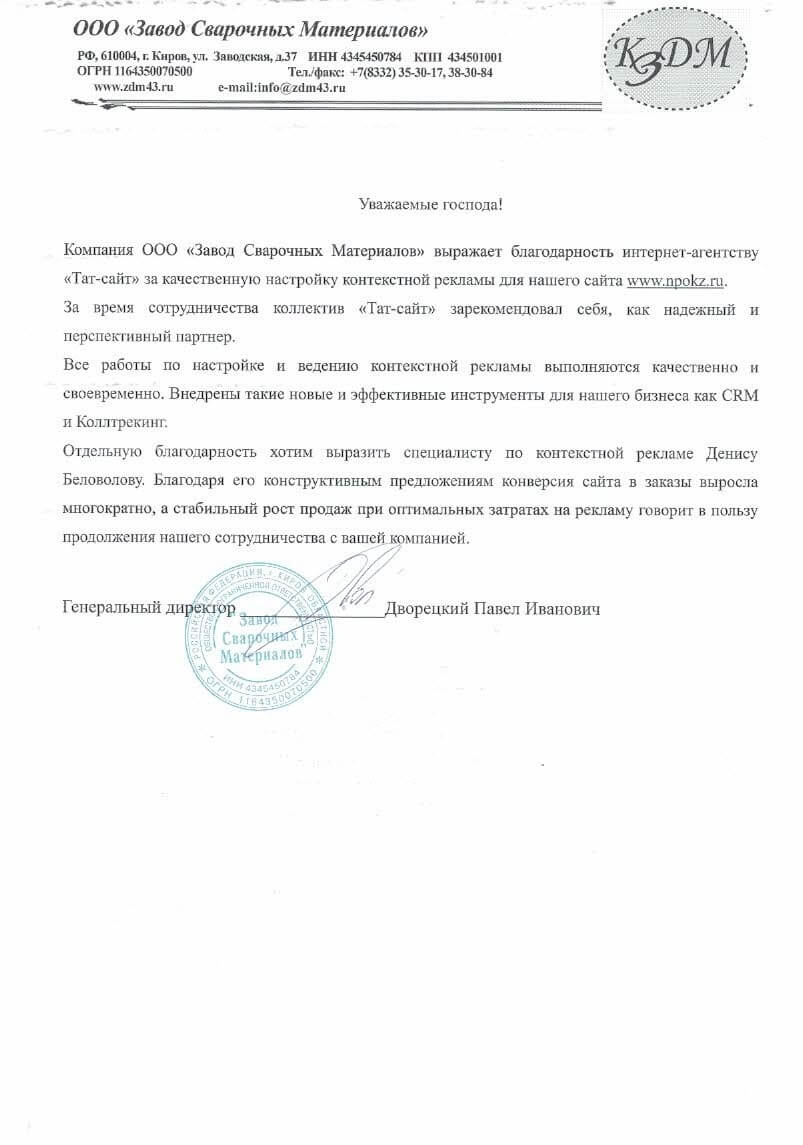 ООО «Завод Сварочных Материалов»
РФ, 610004, г. Киров, ул. Заводская, д.37 ИНН 4345450784 КПП 434501001
ОГРН 1164350070500 Тел./факс: +7(8332) 35-30-17, 38-30-84
www.zdm43.ru e-mail:info@zdm43.ru
КЗДМ
Уважаемые господа!
Компания ООО «Завод Сварочных Материалов» выражает благодарность интернет-агентству
«Тат-сайт» за качественную настройку контекстной рекламы для нашего сайта www.npokz.ru.
За время сотрудничества коллектив «Тат-сайт» зарекомендовал себя, как надежный и
перспективный партнер.
Все работы по настройке и ведению контекстной рекламы выполняются качественно и
своевременно. Внедрены такие новые и эффективные инструменты для нашего бизнеса как CRM
и Коллтрекинг.
Отдельную благодарность хотим выразить специалисту по контекстной рекламе Денису
Беловолову. Благодаря его конструктивным предложениям конверсия сайта в заказы выросла
многократно, а стабильный рост продаж при оптимальных затратах на рекламу говорит в пользу
продолжения нашего сотрудничества с вашей компанией.
Генеральный директор Дворецкий Павел Иванович
РОССИЙСКАЯ ФЕДЕРАЦИЯ, г. КИРОВ
ОБЩЕСТВО С ОГРАНИЧЕННОЙ ОТВЕТСТВЕННОСТЬЮ
"Завод
Сварочных
Материалов"
ИНН 4345450784
ОГРН 1164350070500